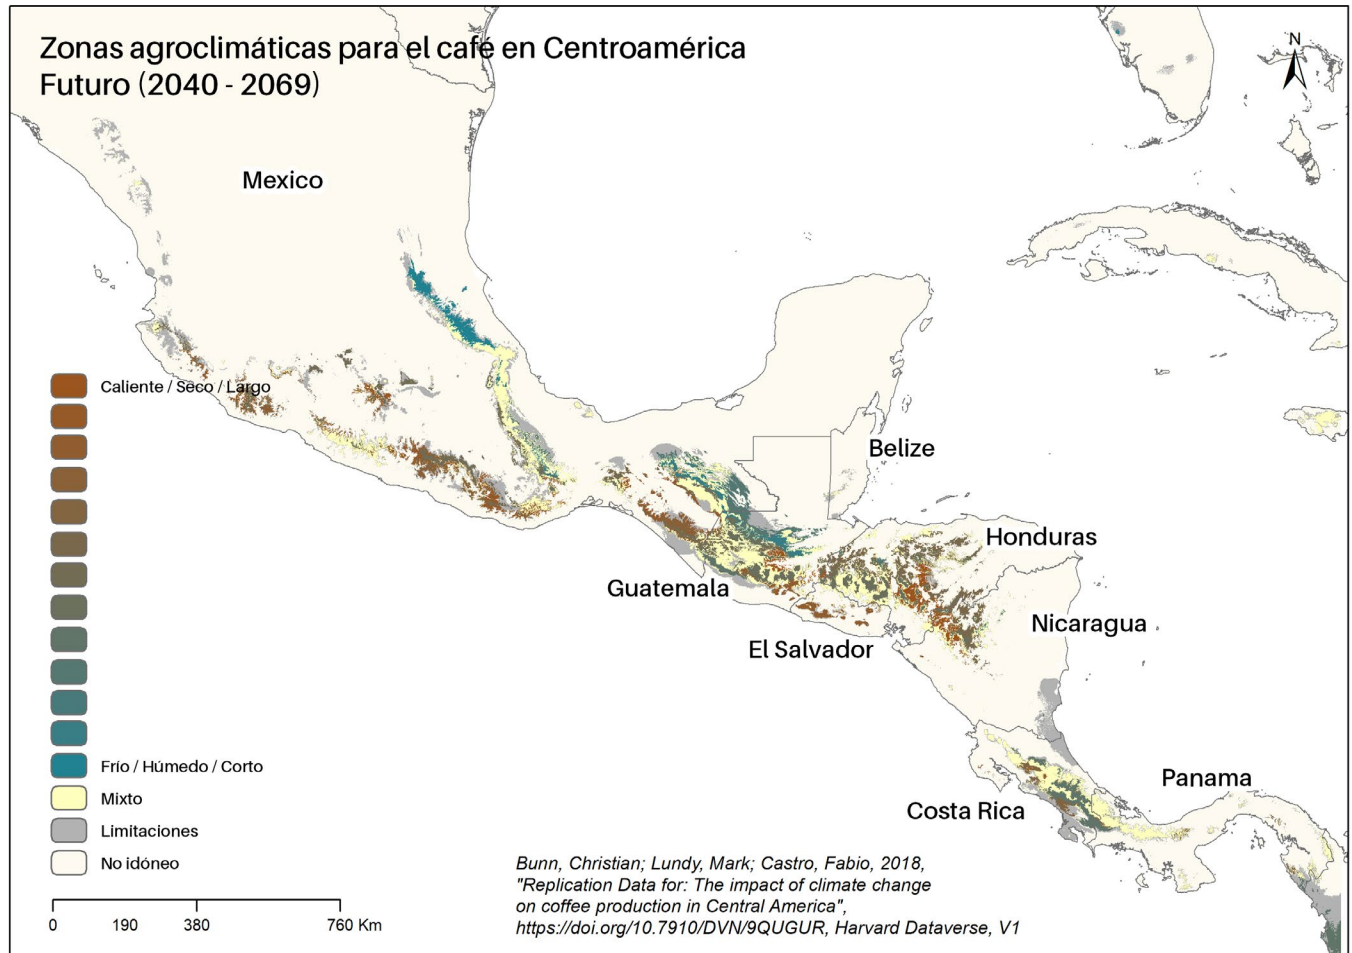 Zonas agroclimáticas para el café en Centroamérica
Futuro (2040 - 2069)
N
Mexico
Caliente / Seco / Largo
Belize
Honduras
Guatemala
Nicaragua
El Salvador
Frío / Húmedo / Corto
Panama
Mixto
Costa Rica
Limitaciones
No idóneo
Bunn, Christian; Lundy, Mark; Castro, Fabio, 2018,
"Replication Data for: The impact of climate change
on coffee production in Central America",
https://doi.org/10.7910/DVN/9QUGUR, Harvard Dataverse, V1
0 190 380 760 Km